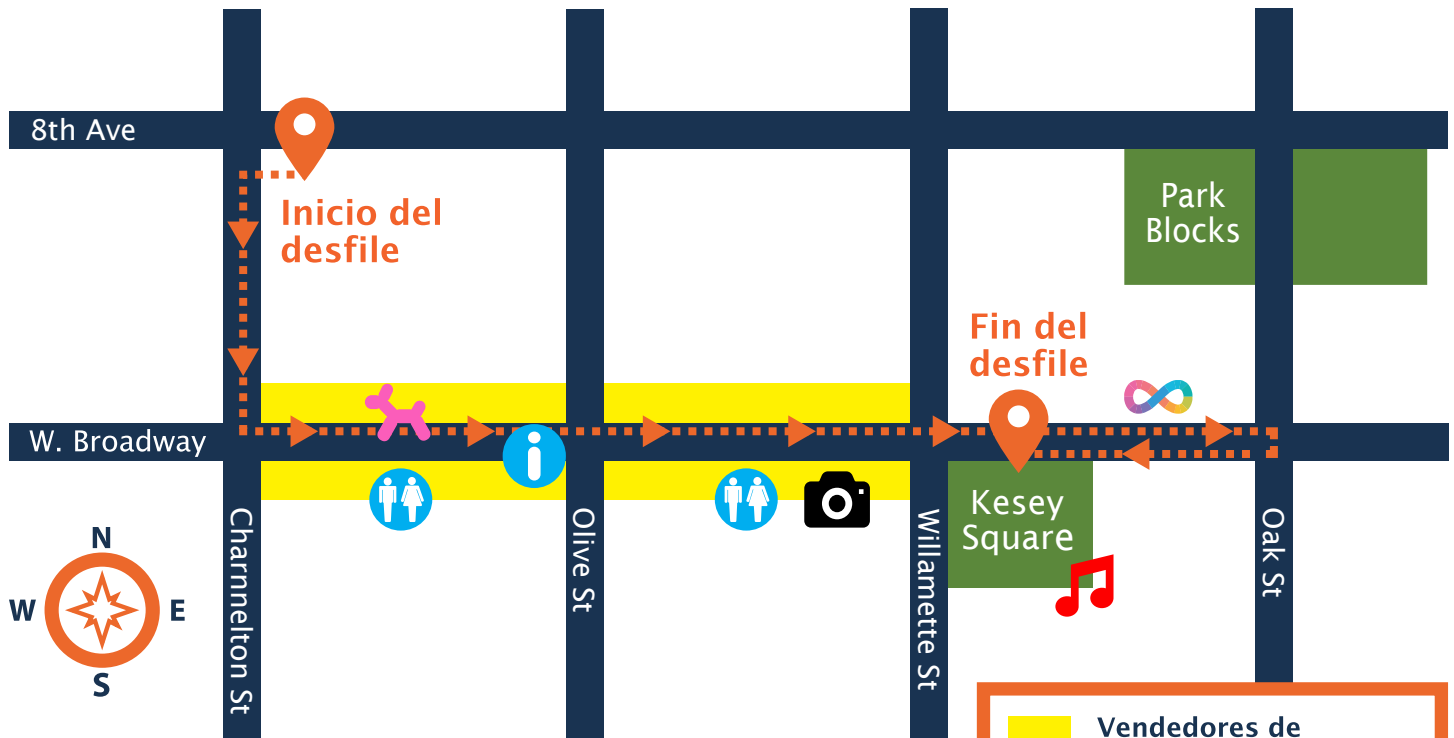 8th Ave
Inicio del
desfile
Park
Blocks
Fin del
desfile
W. Broadway
Kesey
Square
Charnnelton St
Olive St
Willamette St
Oak St
N
W
E
S
Vendedores de